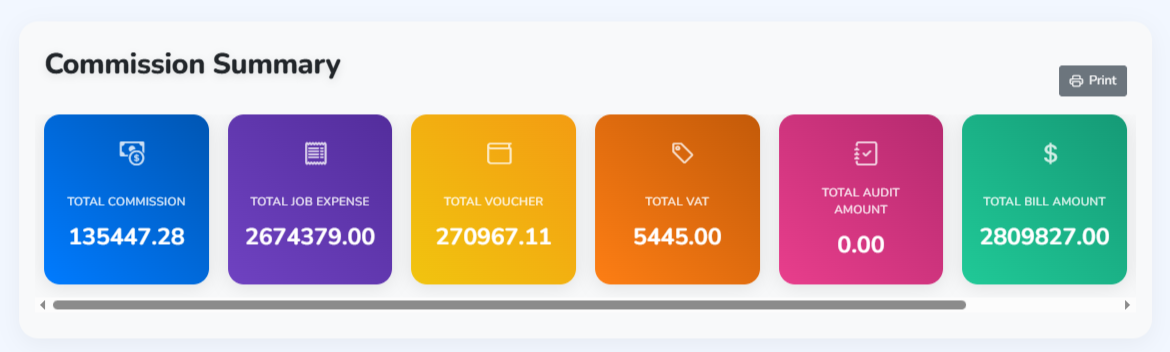 Commission Summary
Print
TOTAL COMMISSION
135447.28
TOTAL JOB EXPENSE
2674379.00
TOTAL VOUCHER
270967.11
TOTAL VAT
5445.00
TOTAL AUDIT
AMOUNT
0.00
$
TOTAL BILL AMOUNT
2809827.00